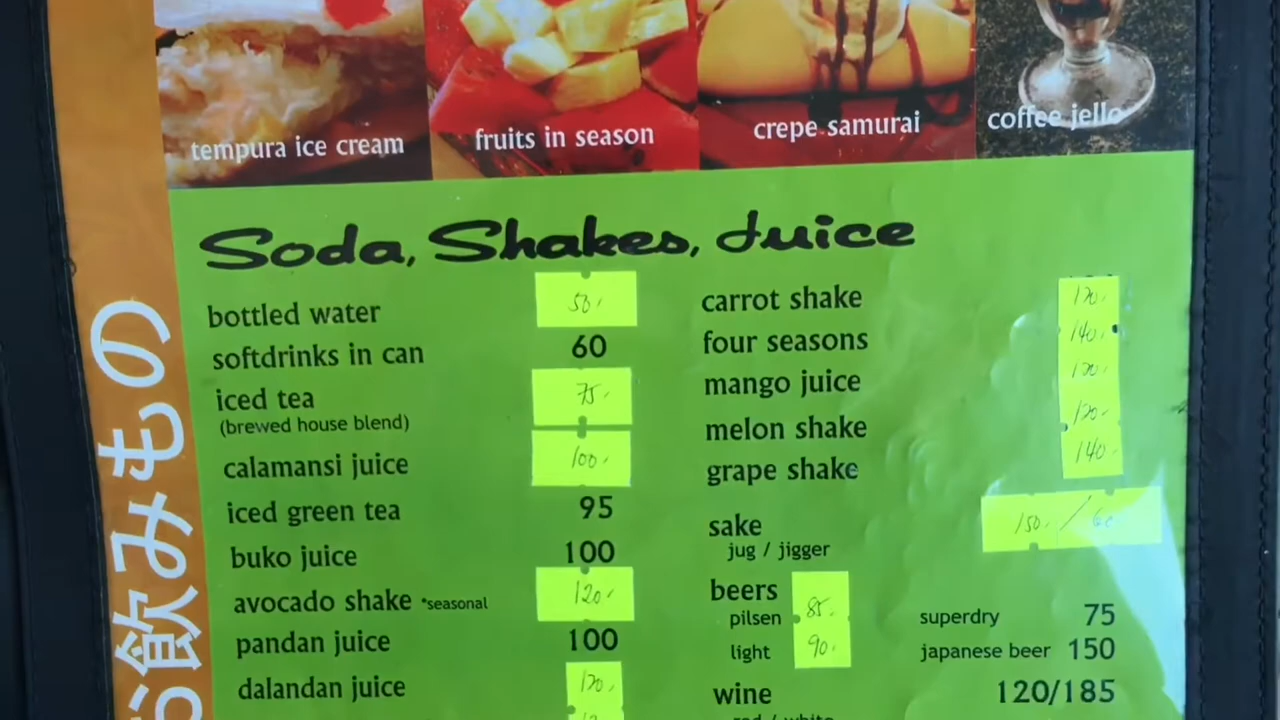 tempura ice cream
fruits in season
crepe samurai
coffee jello
Soda, Shakes, Juice
bottled water 50.
softdrinks in can 60
iced tea 75.
(brewed house blend)
calamansi juice 100.
iced green tea 95
buko juice 100
avocado shake *seasonal 120.
pandan juice 100
dalandan juice 120.
carrot shake 120.
four seasons 140.
mango juice 120.
melon shake 120.
grape shake 140.
sake 150. / 60
jug / jigger
beers
pilsen 85.
light 90.
superdry 75
japanese beer 150
wine 120/185
red / white
お飲みもの